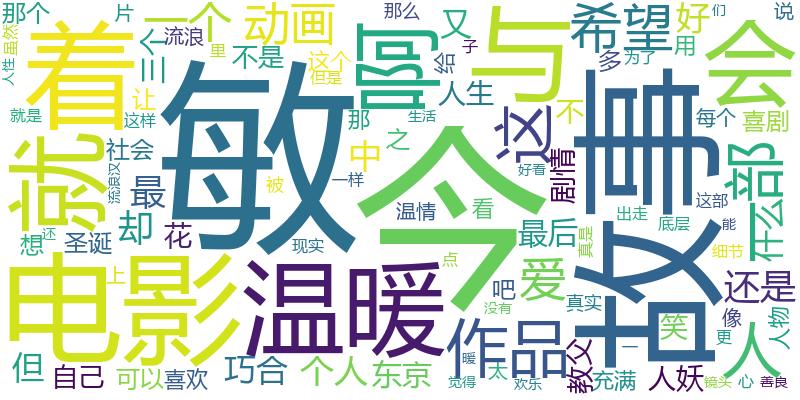 那个 片 一个 动画 那么 又 希望 好 们 说
人性 虽然 着 流浪 三个 里 不是 这个 但是 给 子 与 多 为了 用 会
就是 让 敏 啊 人生 这 不 每个 喜剧
就 这样 社会 那 生活 事 部 什么
流浪汉 最 被 中 之 一样 今 好看 剧情
想 还 圣诞 却 花 现实 温情 看 最后 出走 底层 这部 能
电影 上 温暖 点 没有 吧 爱 真是 真实 故 细节 还是
作品 笑 人 像 更 人物
但 自己 可以 喜欢 巧合 个人 东京 暖 觉得 太 欢乐 教父 充满 一 人妖 镜头 心 善良